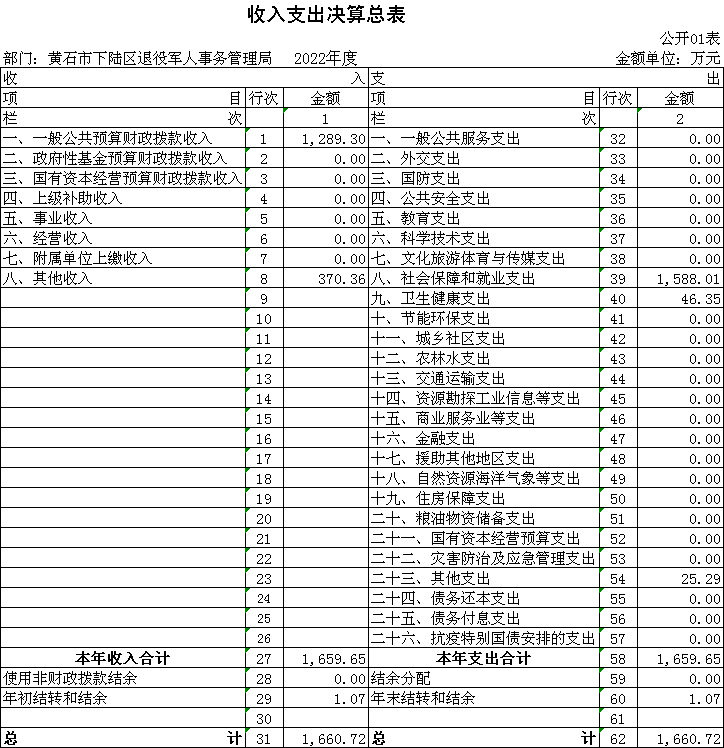 收入支出决算总表
公开01表
部门：黄石市下陆区退役军人事务管理局 2022年度 金额单位：万元
收 入 支 出
项 目 行次 金额 项 目 行次 金额
栏 次 1 栏 次 2
一、一般公共预算财政拨款收入 1 1,289.30 一、一般公共服务支出 32 0.00
二、政府性基金预算财政拨款收入 2 0.00 二、外交支出 33 0.00
三、国有资本经营预算财政拨款收入 3 0.00 三、国防支出 34 0.00
四、上级补助收入 4 0.00 四、公共安全支出 35 0.00
五、事业收入 5 0.00 五、教育支出 36 0.00
六、经营收入 6 0.00 六、科学技术支出 37 0.00
七、附属单位上缴收入 7 0.00 七、文化旅游体育与传媒支出 38 0.00
八、其他收入 8 370.36 八、社会保障和就业支出 39 1,588.01
9 九、卫生健康支出 40 46.35
10 十、节能环保支出 41 0.00
11 十一、城乡社区支出 42 0.00
12 十二、农林水支出 43 0.00
13 十三、交通运输支出 44 0.00
14 十四、资源勘探工业信息等支出 45 0.00
15 十五、商业服务业等支出 46 0.00
16 十六、金融支出 47 0.00
17 十七、援助其他地区支出 48 0.00
18 十八、自然资源海洋气象等支出 49 0.00
19 十九、住房保障支出 50 0.00
20 二十、粮油物资储备支出 51 0.00
21 二十一、国有资本经营预算支出 52 0.00
22 二十二、灾害防治及应急管理支出 53 0.00
23 二十三、其他支出 54 25.29
24 二十四、债务还本支出 55 0.00
25 二十五、债务付息支出 56 0.00
26 二十六、抗疫特别国债安排的支出 57 0.00
本年收入合计 27 1,659.65 本年支出合计 58 1,659.65
使用非财政拨款结余 28 0.00 结余分配 59 0.00
年初结转和结余 29 1.07 年末结转和结余 60 1.07
30 61
总 计 31 1,660.72 总 计 62 1,660.72